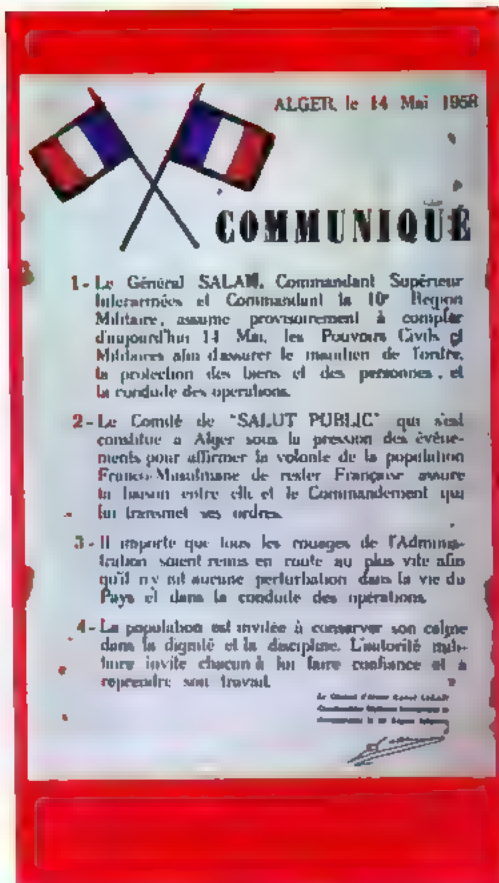 ALGER, le 14 Mai 1958
COMMUNIQUÉ
1- Le Général SALAN, Commandant Supérieur
Interarmées et Commandant la 10e Région
Militaire, assume provisoirement à compter
d'aujourd'hui 14 Mai, les Pouvoirs Civils et
Militaires afin d'assurer le maintien de l'ordre,
la protection des biens et des personnes, et
la conduite des opérations.
2- Le Comité de "SALUT PUBLIC" qui s'est
constitué à Alger sous la pression des événe-
ments pour affirmer la volonté de la population
Franco-Musulmane de rester Française assure
la liaison entre elle et le Commandement qui
lui transmet ses ordres.
3- Il importe que tous les rouages de l'Adminis-
tration soient remis en route au plus vite afin
qu'il n'y ait aucune perturbation dans la vie du
Pays et dans la conduite des opérations.
4- La population est invitée à conserver son calme
dans la dignité et la discipline. L'autorité mili-
taire invite chacun à lui faire confiance et à
reprendre son travail.
Le Général d'Armée Raoul SALAN